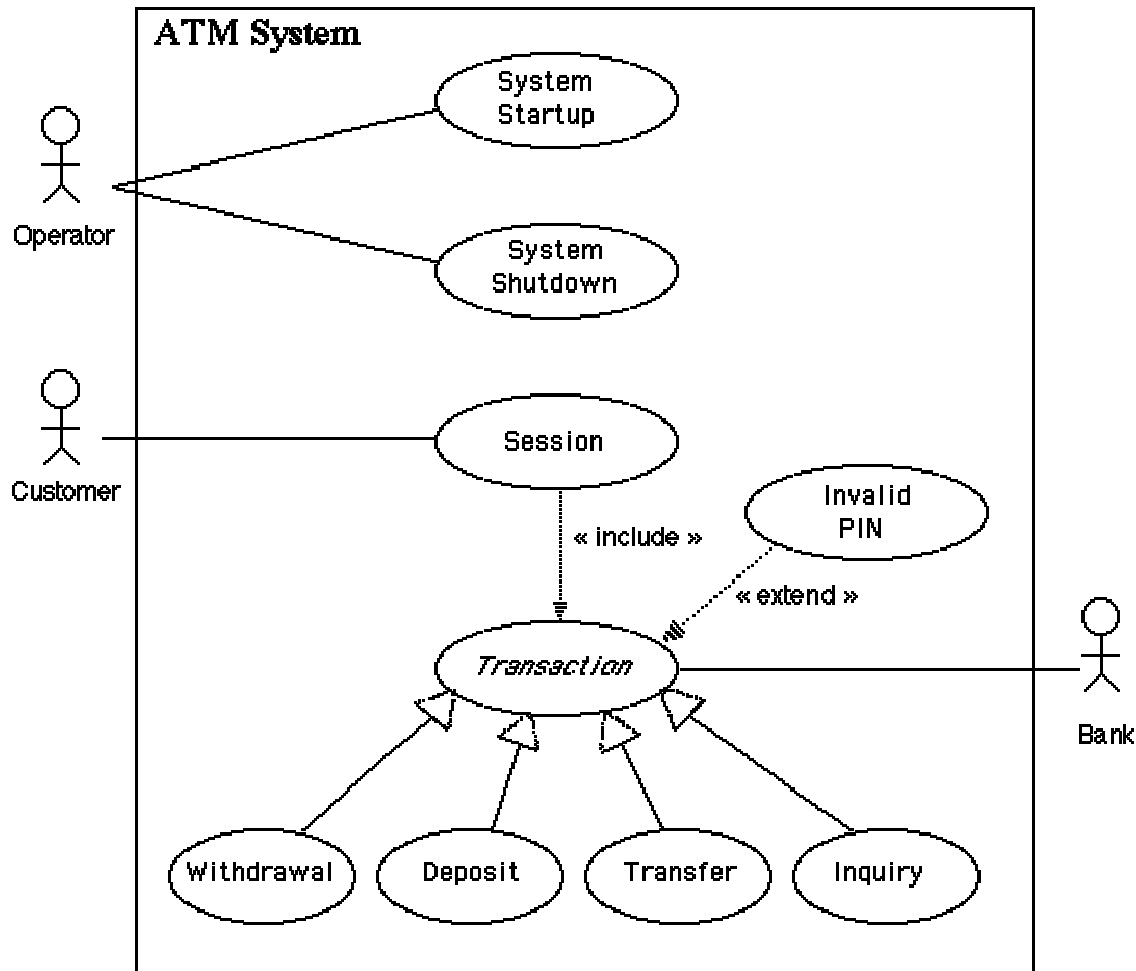 ATM System
System
Startup
Operator
System
Shutdown
Customer
Session
Invalid
PIN
« include »
« extend »
Transaction
Bank
Withdrawal
Deposit
Transfer
Inquiry